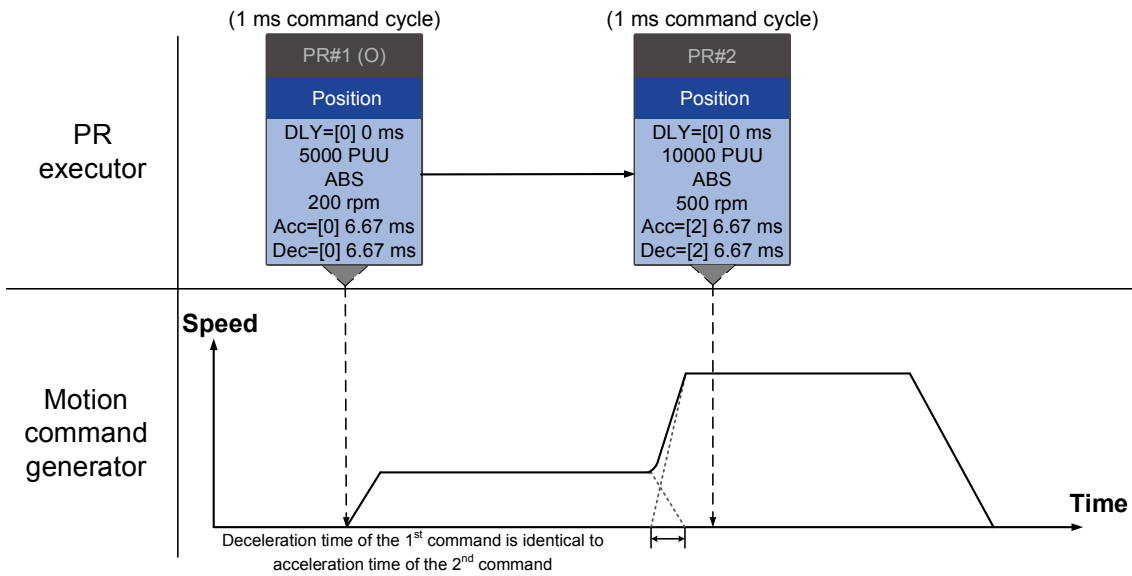 (1 ms command cycle)
(1 ms command cycle)
PR#1 (O)
Position
DLY=[0] 0 ms
5000 PUU
ABS
200 rpm
Acc=[0] 6.67 ms
Dec=[0] 6.67 ms
PR#2
Position
DLY=[0] 0 ms
10000 PUU
ABS
500 rpm
Acc=[2] 6.67 ms
Dec=[2] 6.67 ms
PR
executor
Speed
Motion
command
generator
Time
Deceleration time of the 1st command is identical to
acceleration time of the 2nd command